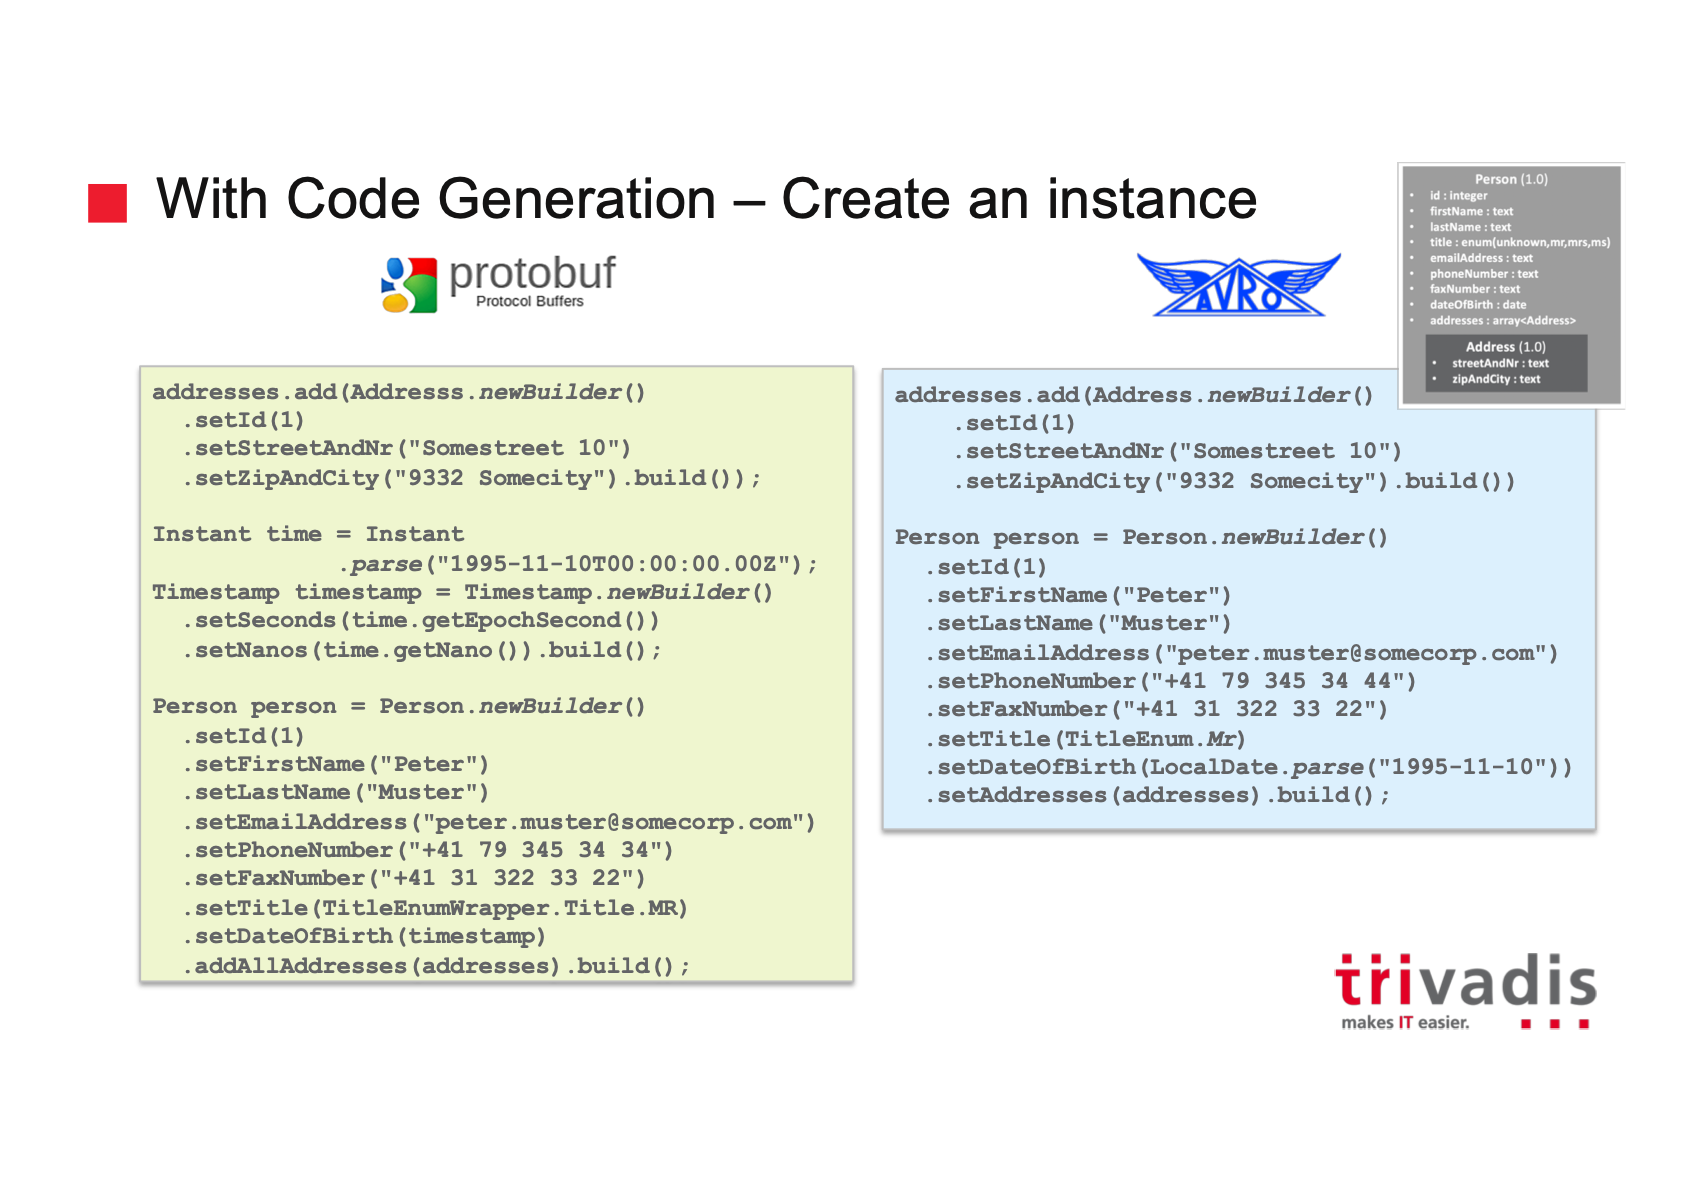 With Code Generation – Create an instance
protobuf
Protocol Buffers
AVRO
Person (1.0)
• id : integer
• firstName : text
• lastName : text
• title : enum(unknown,mr,mrs,ms)
• emailAddress : text
• phoneNumber : text
• faxNumber : text
• dateOfBirth : date
• addresses : array<Address>
Address (1.0)
• streetAndNr : text
• zipAndCity : text
addresses.add(Addresss.newBuilder()
.setId(1)
.setStreetAndNr("Somestreet 10")
.setZipAndCity("9332 Somecity").build());
Instant time = Instant
.parse("1995-11-10T00:00:00.00Z");
Timestamp timestamp = Timestamp.newBuilder()
.setSeconds(time.getEpochSecond())
.setNanos(time.getNano()).build();
Person person = Person.newBuilder()
.setId(1)
.setFirstName("Peter")
.setLastName("Muster")
.setEmailAddress("peter.muster@somecorp.com")
.setPhoneNumber("+41 79 345 34 34")
.setFaxNumber("+41 31 322 33 22")
.setTitle(TitleEnumWrapper.Title.MR)
.setDateOfBirth(timestamp)
.addAllAddresses(addresses).build();
addresses.add(Address.newBuilder()
.setId(1)
.setStreetAndNr("Somestreet 10")
.setZipAndCity("9332 Somecity").build())
Person person = Person.newBuilder()
.setId(1)
.setFirstName("Peter")
.setLastName("Muster")
.setEmailAddress("peter.muster@somecorp.com")
.setPhoneNumber("+41 79 345 34 44")
.setFaxNumber("+41 31 322 33 22")
.setTitle(TitleEnum.Mr)
.setDateOfBirth(LocalDate.parse("1995-11-10"))
.setAddresses(addresses).build();
trivadis
makes IT easier.